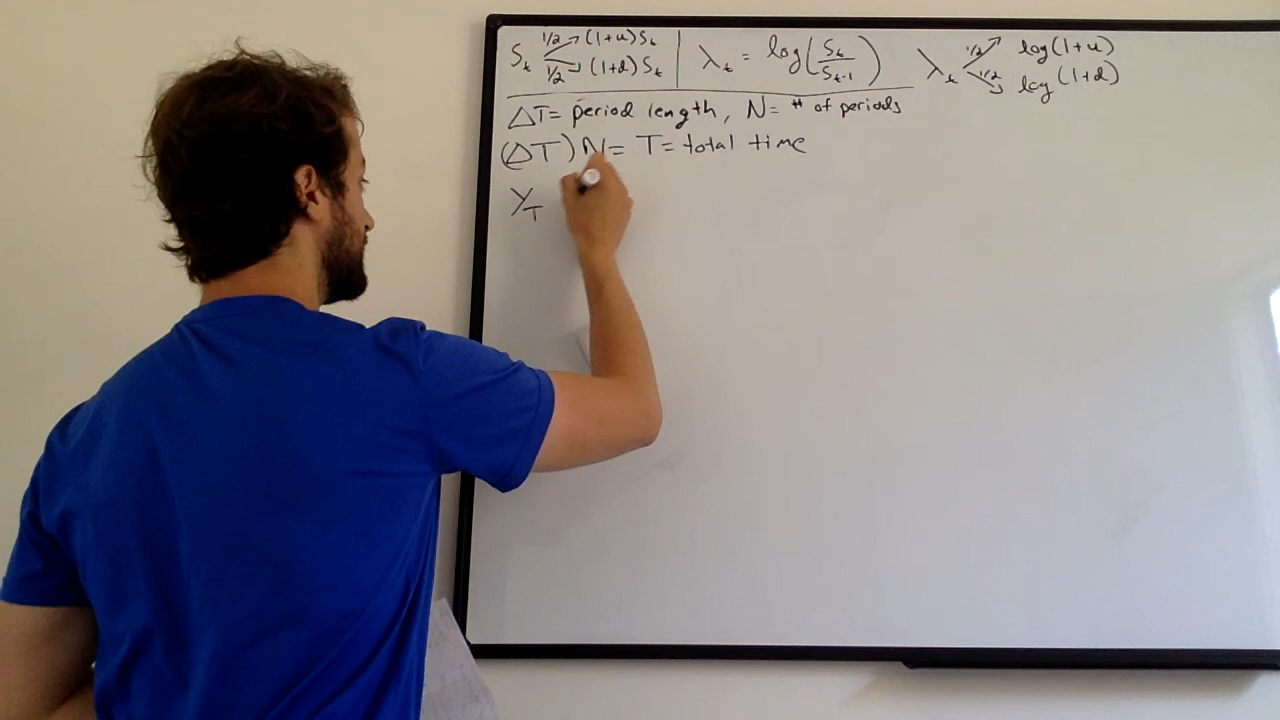 S_t 1/2 ↗ (1+u)S_t | λ_t = log(S_t/S_{t-1}) λ_t 1/2 ↗ log(1+u)
1/2 ↘ (1+d)S_t 1/2 ↘ log(1+d)
ΔT= period length, N= # of periods
(ΔT)N= T= total time
Y_T